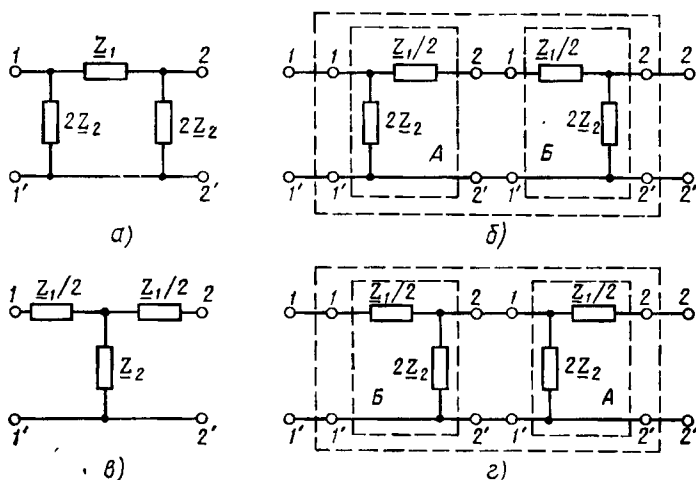 1 Z₁ 2
2Z₂ 2Z₂
1' 2'
а)
1 1 Z₁/2 2 1 Z₁/2 2 2
2Z₂ А Б 2Z₂
1' 1' 2' 1' 2' 2'
б)
1 Z₁/2 Z₁/2 2
Z₂
1' 2'
в)
1 1 Z₁/2 2 1 Z₁/2 2 2
Б 2Z₂ 2Z₂ А
1' 1' 2' 1' 2' 2'
г)